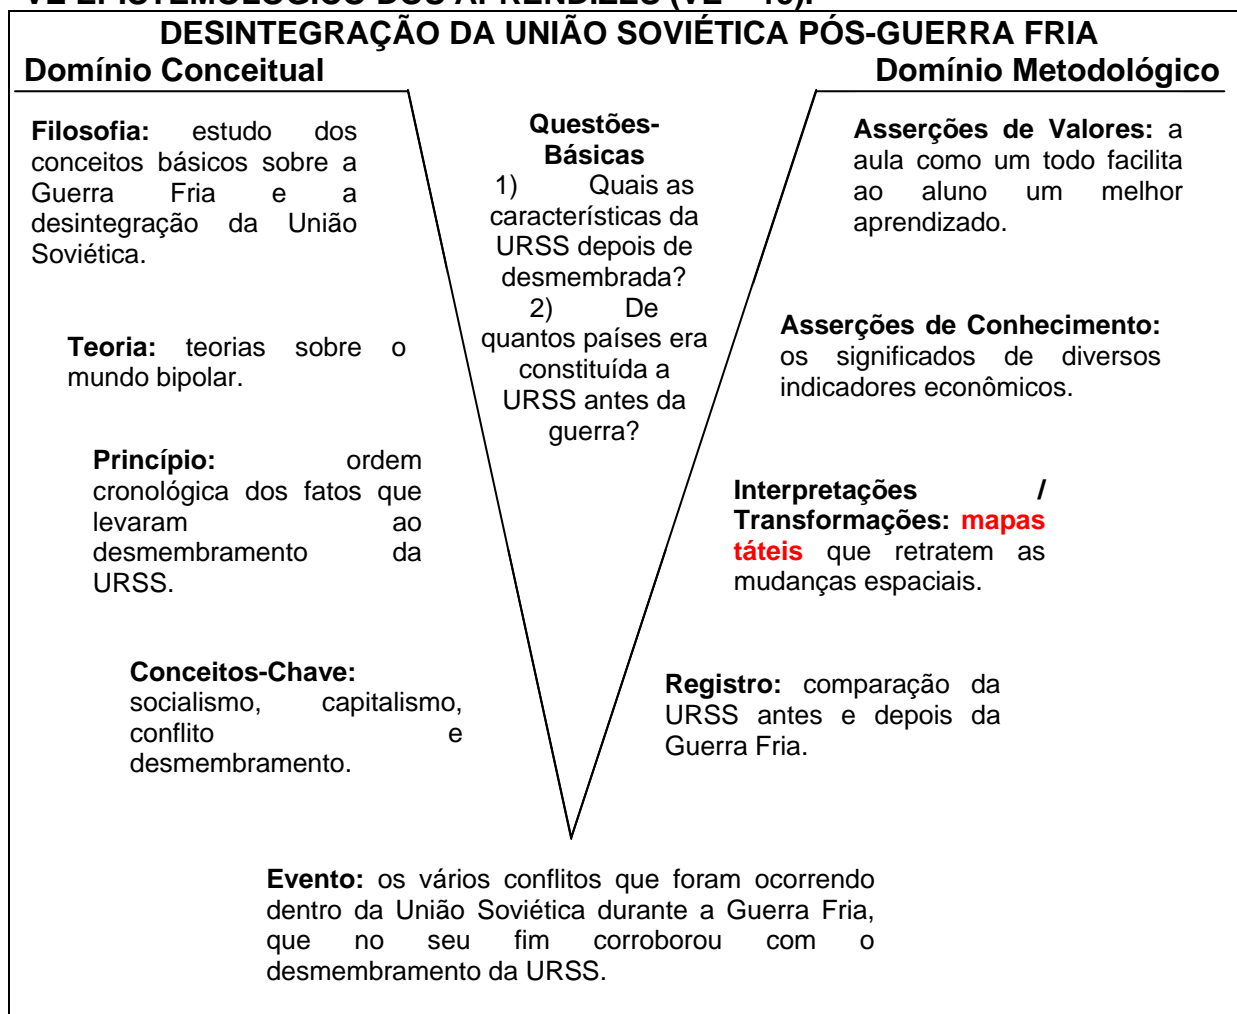 VÊ EPISTEMOLÓGICO DOS APRENDIZES (VE – 13).
DESINTEGRAÇÃO DA UNIÃO SOVIÉTICA PÓS-GUERRA FRIA
Domínio Conceitual
Domínio Metodológico
Filosofia: estudo dos
conceitos básicos sobre a
Guerra Fria e a
desintegração da União
Soviética.
Teoria: teorias sobre o
mundo bipolar.
Princípio: ordem
cronológica dos fatos que
levaram ao
desmembramento da
URSS.
Conceitos-Chave:
socialismo, capitalismo,
conflito e
desmembramento.
Questões-
Básicas
1) Quais as
características da
URSS depois de
desmembrada?
2) De
quantos países era
constituída a
URSS antes da
guerra?
Asserções de Valores: a
aula como um todo facilita
ao aluno um melhor
aprendizado.
Asserções de Conhecimento:
os significados de diversos
indicadores econômicos.
Interpretações /
Transformações: mapas
táteis que retratem as
mudanças espaciais.
Registro: comparação da
URSS antes e depois da
Guerra Fria.
Evento: os vários conflitos que foram ocorrendo
dentro da União Soviética durante a Guerra Fria,
que no seu fim corroborou com o
desmembramento da URSS.